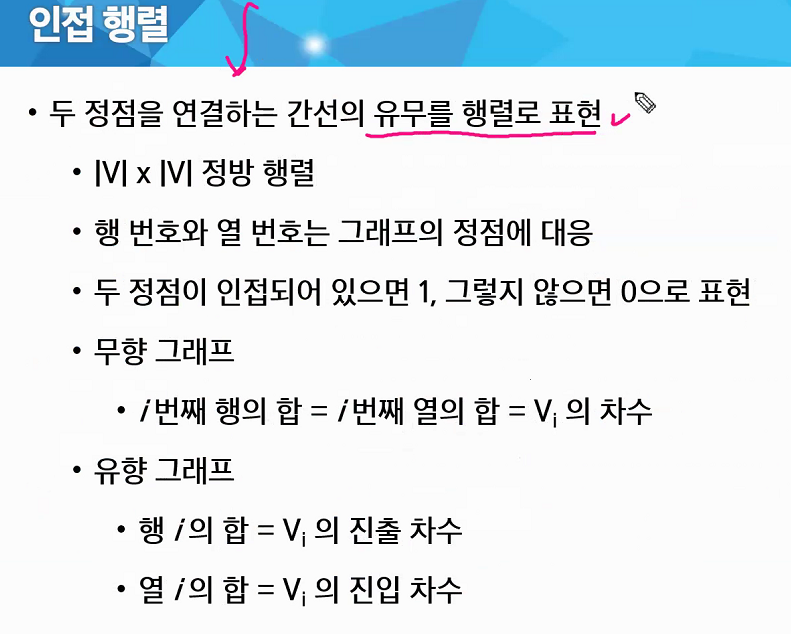 인접 행렬
• 두 정점을 연결하는 간선의 유무를 행렬로 표현
• |V| x |V| 정방 행렬
• 행 번호와 열 번호는 그래프의 정점에 대응
• 두 정점이 인접되어 있으면 1, 그렇지 않으면 0으로 표현
• 무향 그래프
• i 번째 행의 합 = i 번째 열의 합 = Vi 의 차수
• 유향 그래프
• 행 i 의 합 = Vi 의 진출 차수
• 열 i 의 합 = Vi 의 진입 차수